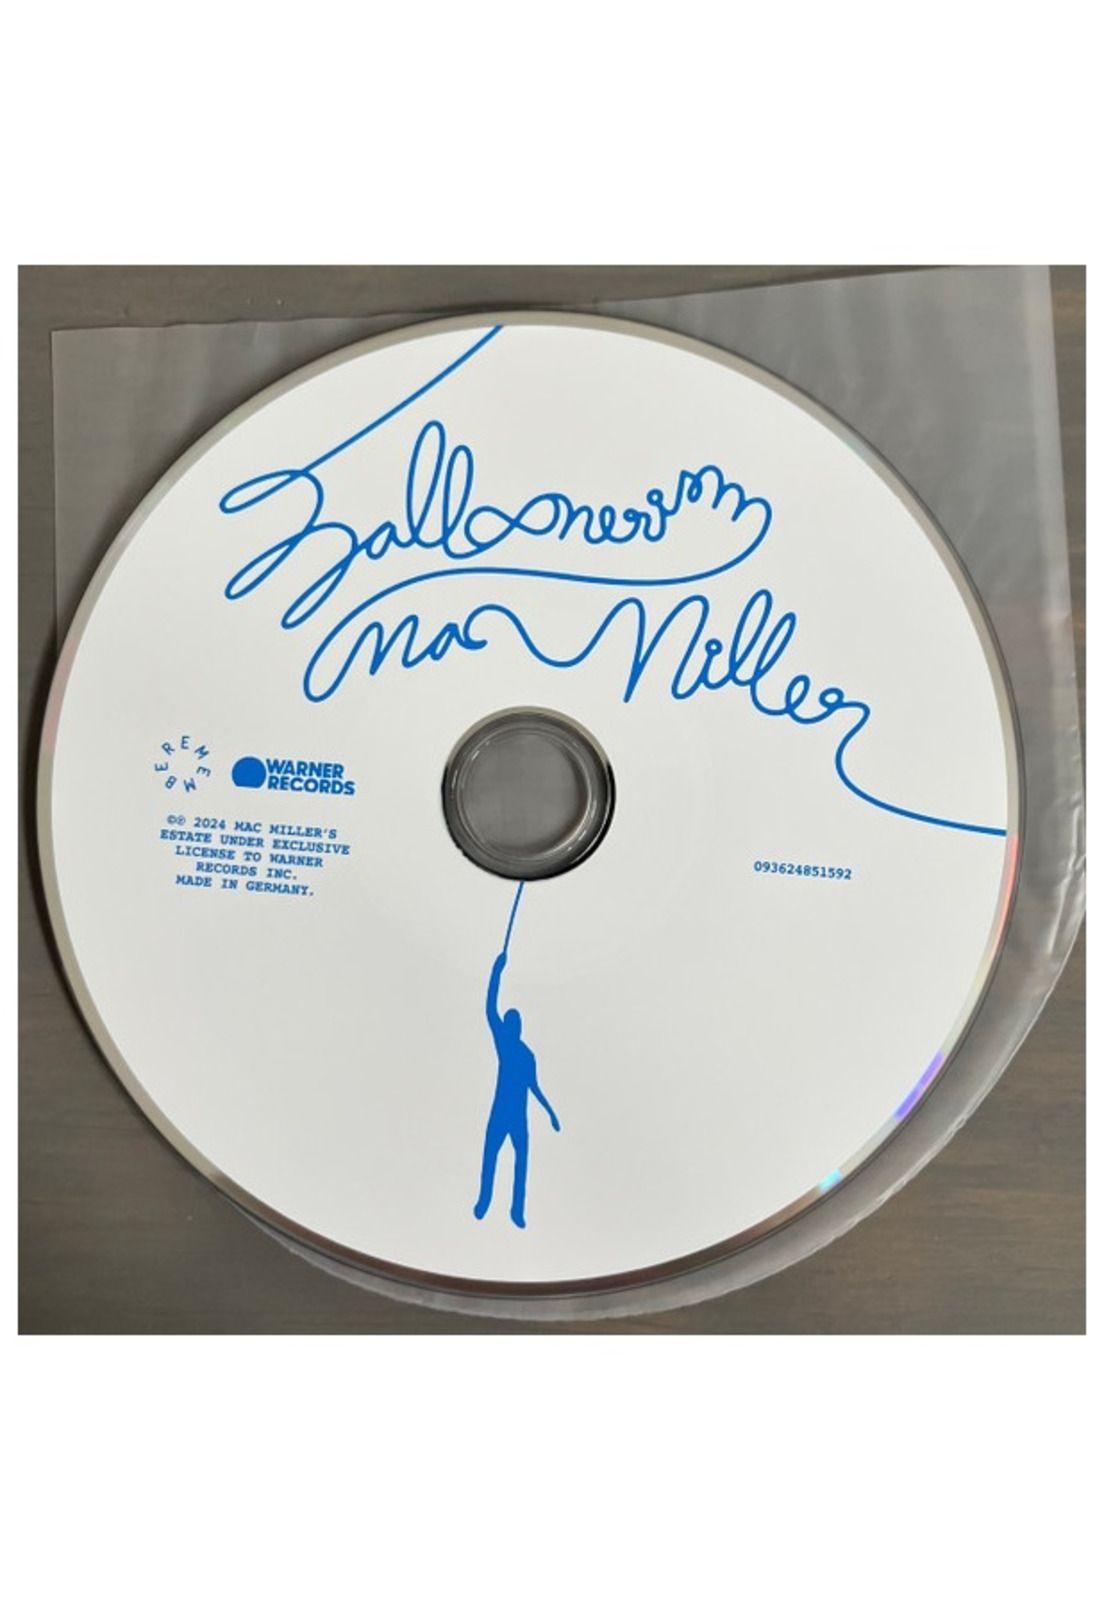 Balloonerism
Mac Miller
REMEMBER
WARNER
RECORDS
©℗ 2024 MAC MILLER'S
ESTATE UNDER EXCLUSIVE
LICENSE TO WARNER
RECORDS INC.
MADE IN GERMANY.
093624851592